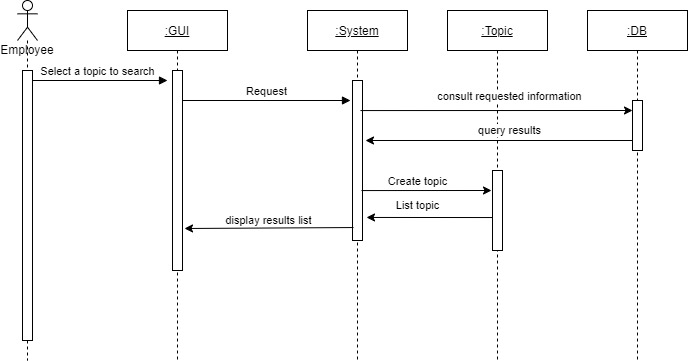 :GUI
:System
:Topic
:DB
Employee
Select a topic to search
Request
consult requested information
query results
Create topic
List topic
display results list